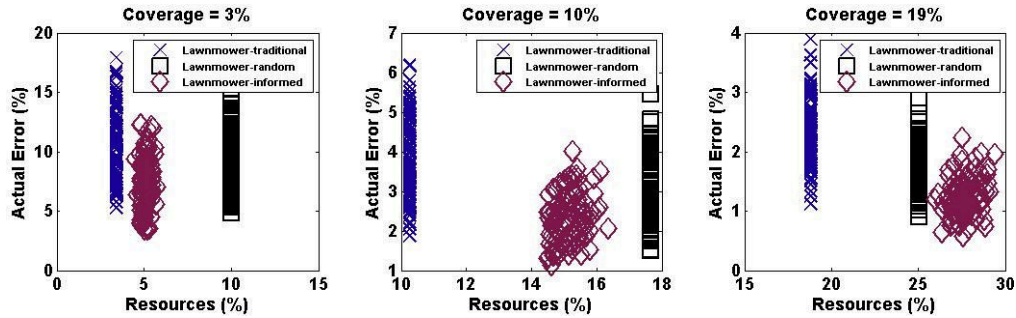 Coverage = 3%
20
15
10
5
0
Actual Error (%)
Lawnmower-traditional
Lawnmower-random
Lawnmower-informed
0 5 10 15
Resources (%)
Coverage = 10%
7
6
5
4
3
2
1
Actual Error (%)
Lawnmower-traditional
Lawnmower-random
Lawnmower-informed
10 12 14 16 18
Resources (%)
Coverage = 19%
4
3
2
1
0
Actual Error (%)
Lawnmower-traditional
Lawnmower-random
Lawnmower-informed
15 20 25 30
Resources (%)